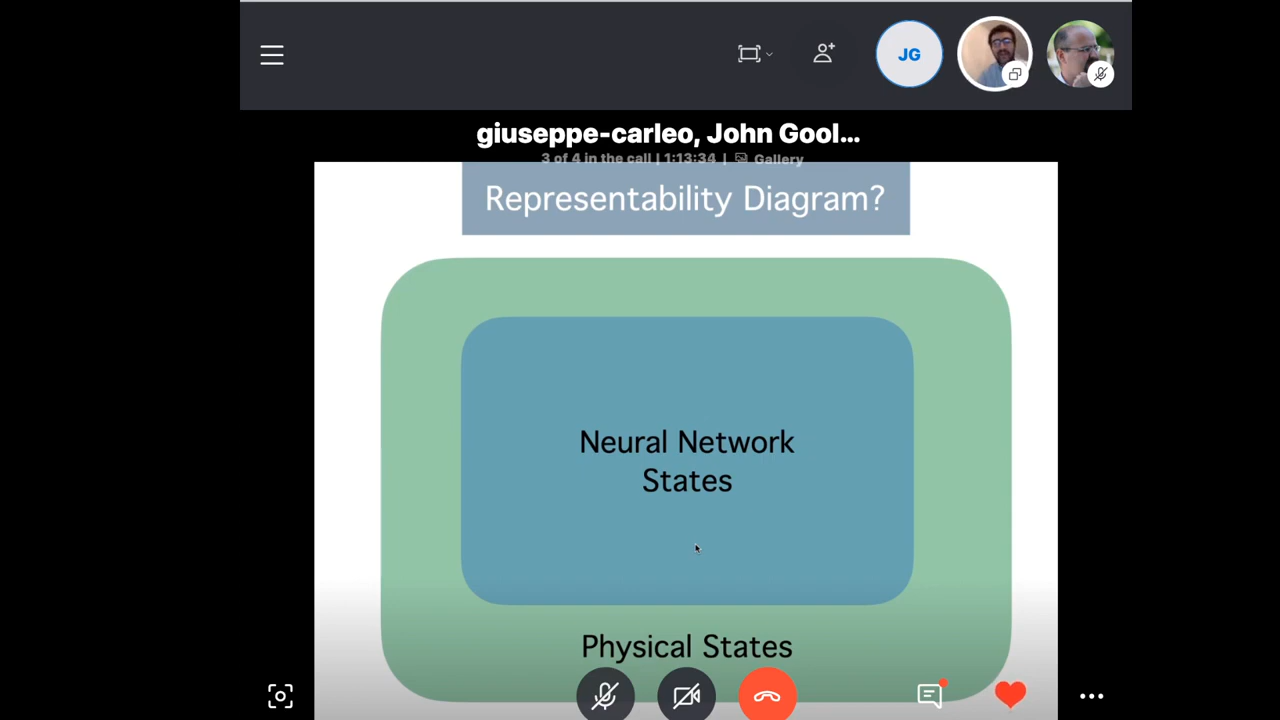 JG
giuseppe-carleo, John Gool...
3 of 4 in the call | 1:13:34 | Gallery
Representability Diagram?
Neural Network
States
Physical States